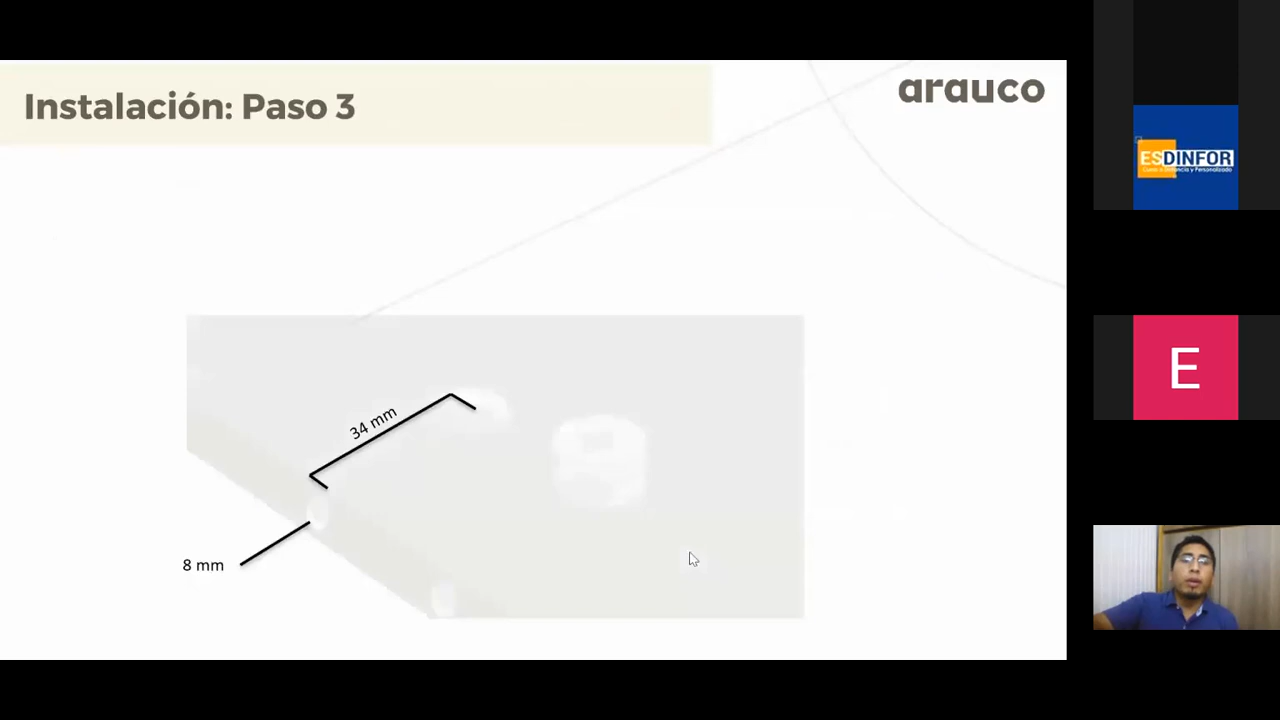 Instalación: Paso 3
arauco
34 mm
8 mm
ESDINFOR
E